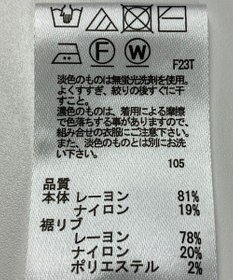 F W
F23T
淡色のものは無蛍光洗剤を使用。
よくすすぎ、絞りの後すぐに干
すこと。
濃色のものは、着用による摩擦
で色落ちする事がありますので、
組み合せの衣服にご注意下さい。
また、淡色のものとは別にお洗
い下さい。
105
品質
本体 レーヨン 81%
ナイロン 19%
裾リブ
レーヨン 78%
ナイロン 20%
ポリエステル 2%